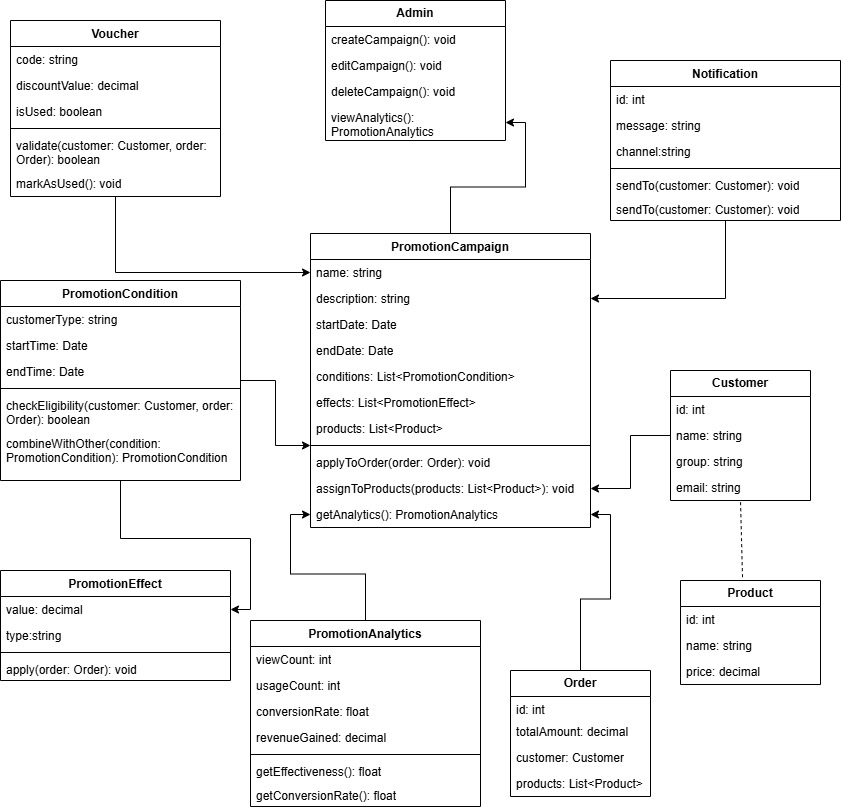 Voucher
code: string
discountValue: decimal
isUsed: boolean
validate(customer: Customer, order:
Order): boolean
markAsUsed(): void
Admin
createCampaign(): void
editCampaign(): void
deleteCampaign(): void
viewAnalytics():
PromotionAnalytics
Notification
id: int
message: string
channel:string
sendTo(customer: Customer): void
sendTo(customer: Customer): void
PromotionCampaign
name: string
description: string
startDate: Date
endDate: Date
conditions: List<PromotionCondition>
effects: List<PromotionEffect>
products: List<Product>
applyToOrder(order: Order): void
assignToProducts(products: List<Product>): void
getAnalytics(): PromotionAnalytics
PromotionCondition
customerType: string
startTime: Date
endTime: Date
checkEligibility(customer: Customer, order:
Order): boolean
combineWithOther(condition:
PromotionCondition): PromotionCondition
Customer
id: int
name: string
group: string
email: string
PromotionEffect
value: decimal
type:string
apply(order: Order): void
PromotionAnalytics
viewCount: int
usageCount: int
conversionRate: float
revenueGained: decimal
getEffectiveness(): float
getConversionRate(): float
Order
id: int
totalAmount: decimal
customer: Customer
products: List<Product>
Product
id: int
name: string
price: decimal